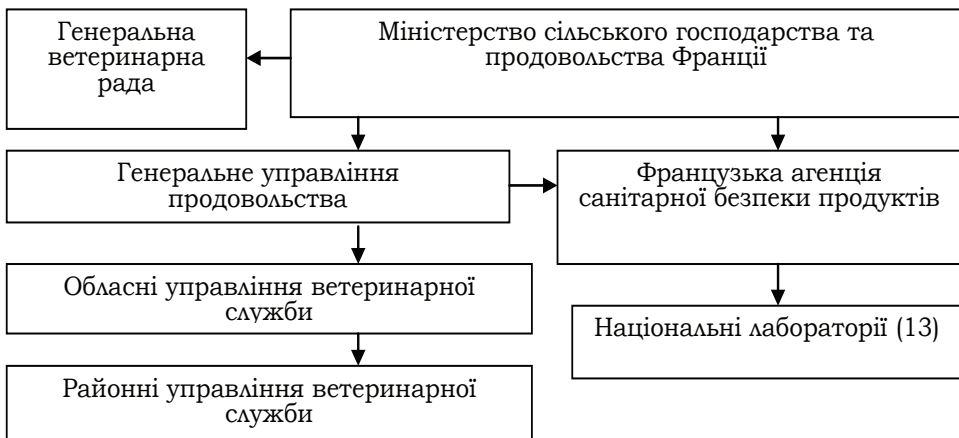 Генеральна
ветеринарна
рада
Міністерство сільського господарства та
продовольства Франції
Генеральне управління
продовольства
Французька агенція
санітарної безпеки продуктів
Обласні управління ветеринарної
служби
Національні лабораторії (13)
Районні управління ветеринарної
служби